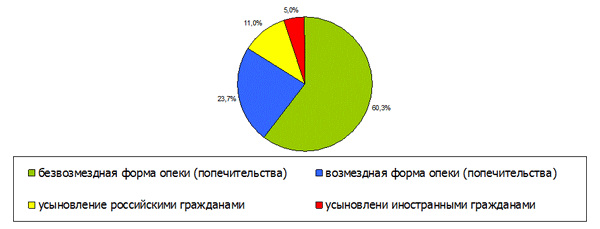 5,0%
11,0%
23,7%
60,3%
безвозмездная форма опеки (попечительства)
возмездная форма опеки (попечительства)
усыновление российскими гражданами
усыновлени иностранными гражданами